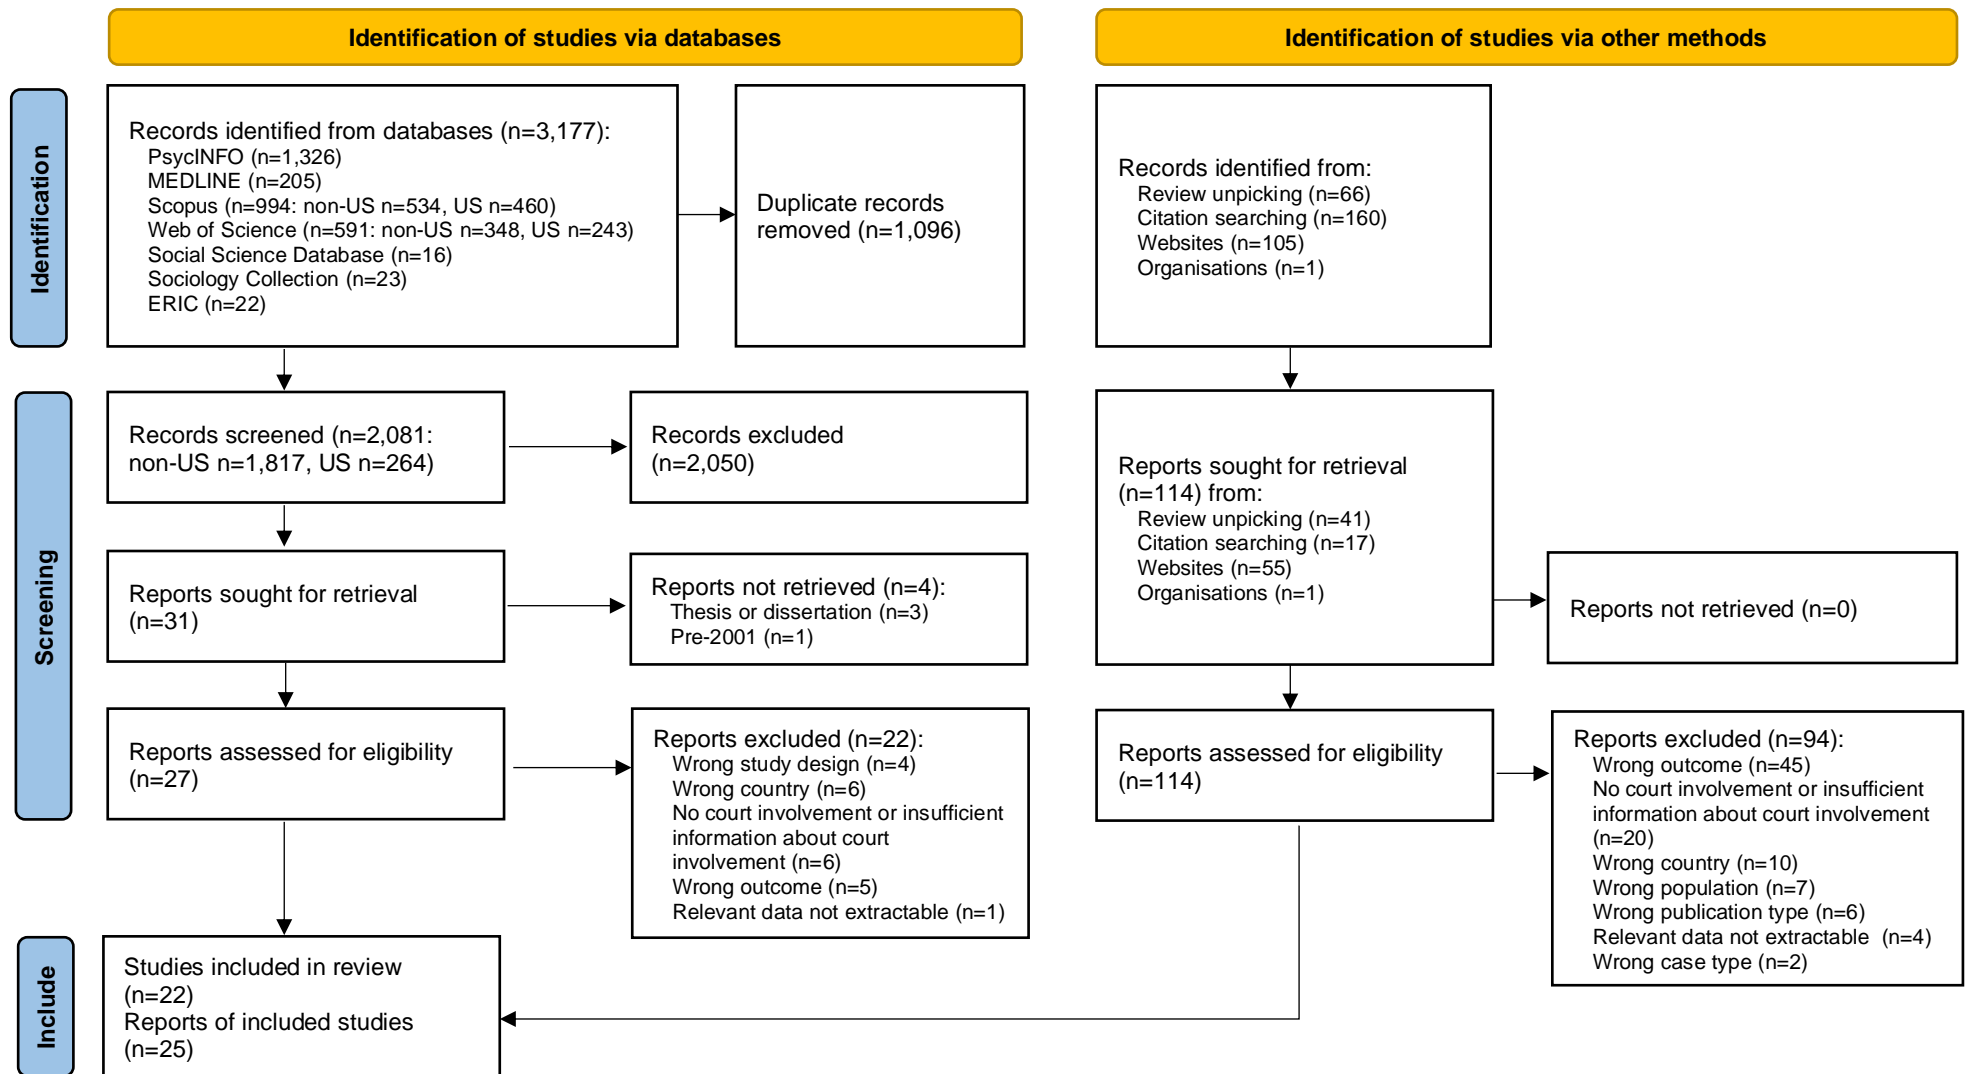 Identification of studies via databases
Identification of studies via other methods
Identification
Records identified from databases (n=3,177):
PsycINFO (n=1,326)
MEDLINE (n=205)
Scopus (n=994: non-US n=534, US n=460)
Web of Science (n=591: non-US n=348, US n=243)
Social Science Database (n=16)
Sociology Collection (n=23)
ERIC (n=22)
Duplicate records
removed (n=1,096)
Records identified from:
Review unpicking (n=66)
Citation searching (n=160)
Websites (n=105)
Organisations (n=1)
Screening
Records screened (n=2,081:
non-US n=1,817, US n=264)
Records excluded
(n=2,050)
Reports sought for retrieval
(n=31)
Reports not retrieved (n=4):
Thesis or dissertation (n=3)
Pre-2001 (n=1)
Reports sought for retrieval
(n=114) from:
Review unpicking (n=41)
Citation searching (n=17)
Websites (n=55)
Organisations (n=1)
Reports not retrieved (n=0)
Reports assessed for eligibility
(n=27)
Reports excluded (n=22):
Wrong study design (n=4)
Wrong country (n=6)
No court involvement or insufficient
information about court
involvement (n=6)
Wrong outcome (n=5)
Relevant data not extractable (n=1)
Reports assessed for eligibility
(n=114)
Reports excluded (n=94):
Wrong outcome (n=45)
No court involvement or insufficient
information about court involvement
(n=20)
Wrong country (n=10)
Wrong population (n=7)
Wrong publication type (n=6)
Relevant data not extractable (n=4)
Wrong case type (n=2)
Include
Studies included in review
(n=22)
Reports of included studies
(n=25)